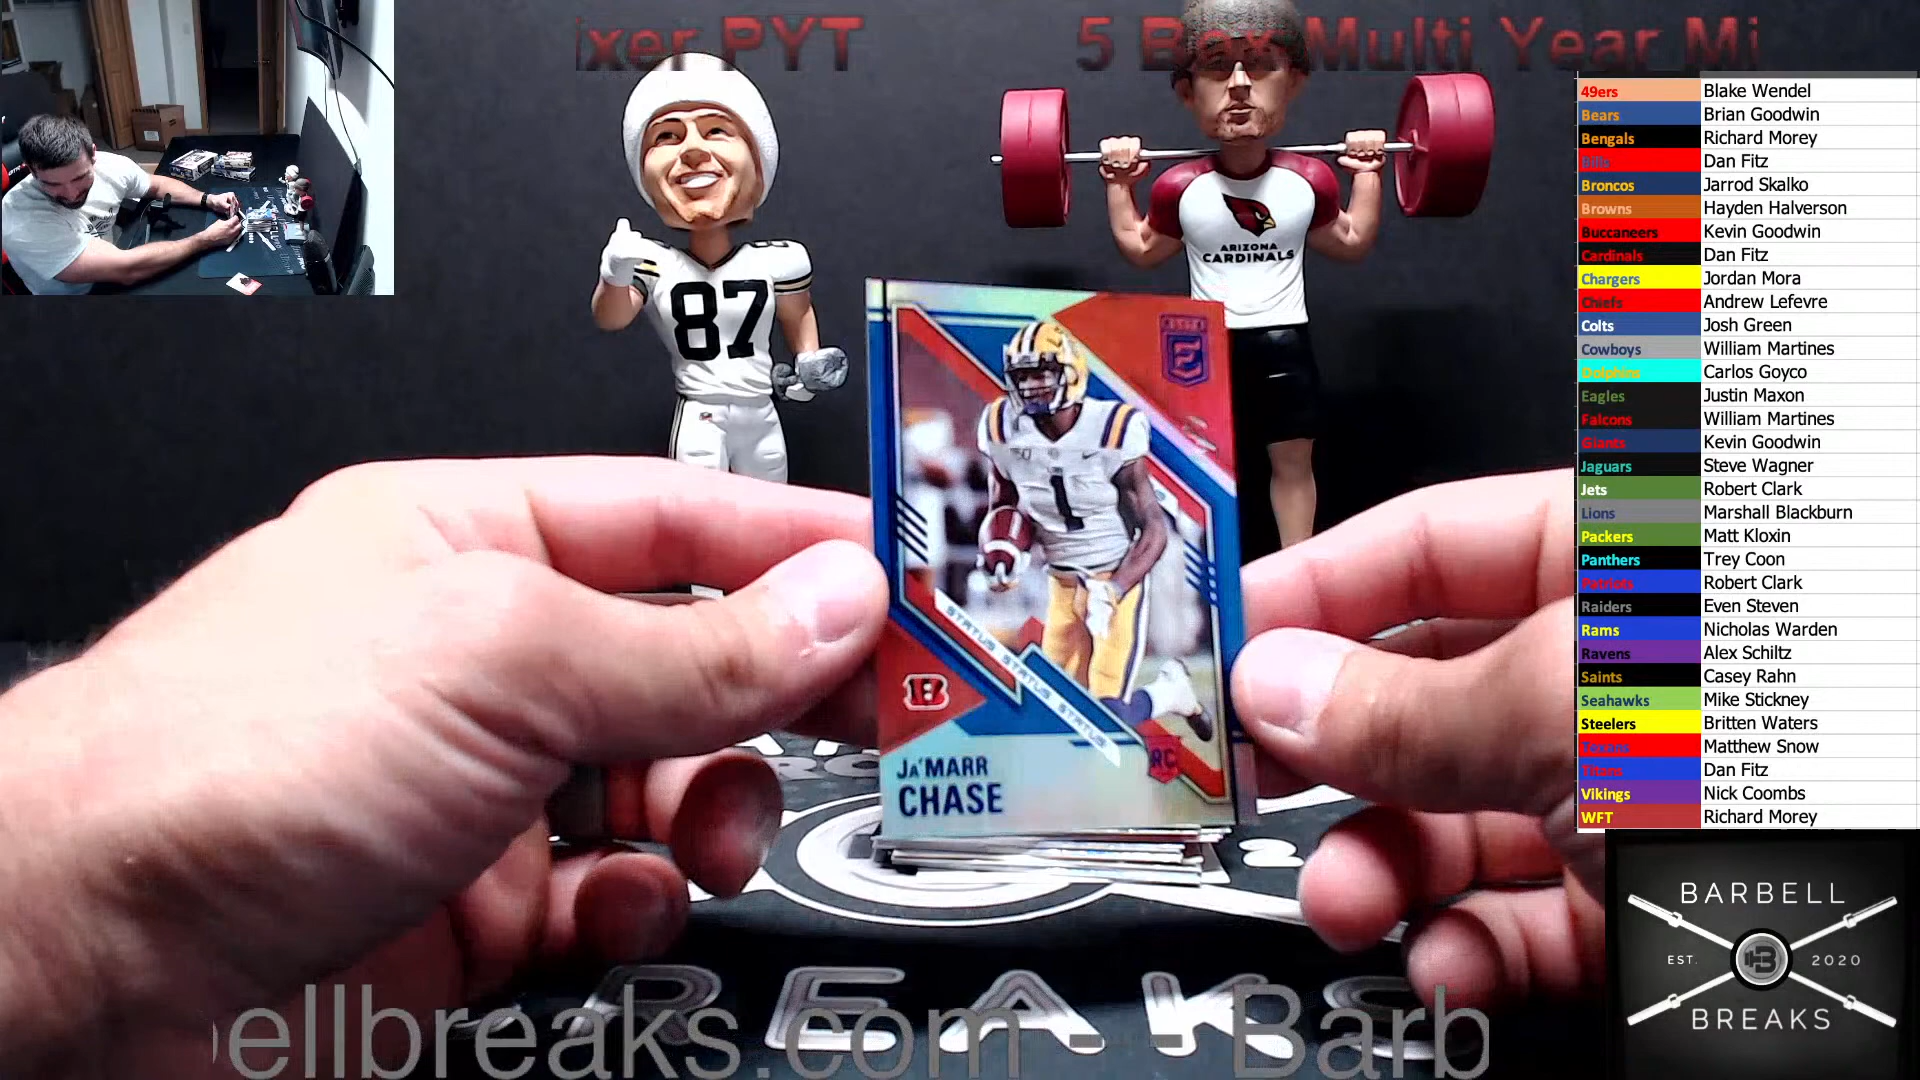 ixer PYT 5 Box Multi Year Mi
49ers Blake Wendel
Bears Brian Goodwin
Bengals Richard Morey
Bills Dan Fitz
Broncos Jarrod Skalko
Browns Hayden Halverson
Buccaneers Kevin Goodwin
Cardinals Dan Fitz
Chargers Jordan Mora
Chiefs Andrew Lefevre
Colts Josh Green
Cowboys William Martines
Dolphins Carlos Goyco
Eagles Justin Maxon
Falcons William Martines
Giants Kevin Goodwin
Jaguars Steve Wagner
Jets Robert Clark
Lions Marshall Blackburn
Packers Matt Kloxin
Panthers Trey Coon
Patriots Robert Clark
Raiders Even Steven
Rams Nicholas Warden
Ravens Alex Schiltz
Saints Casey Rahn
Seahawks Mike Stickney
Steelers Britten Waters
Texans Matthew Snow
Titans Dan Fitz
Vikings Nick Coombs
WFT Richard Morey
ARIZONA
CARDINALS
87
E
1
STATUS STATUS STATUS
B
RC
JA'MARR
CHASE
2
BREAKS
ellbreaks.com -- Barb
BARBELL
EST. B 2020
BREAKS